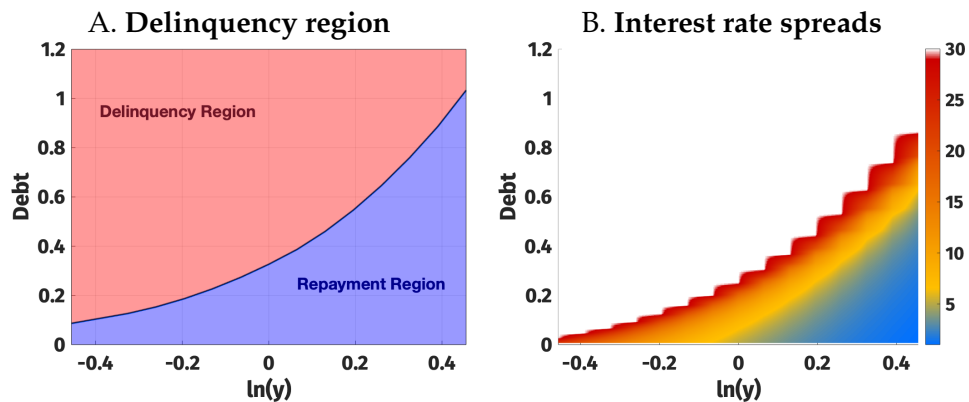 A. Delinquency region
1.2
1
0.8
0.6
0.4
0.2
0
Debt
Delinquency Region
Repayment Region
-0.4 -0.2 0 0.2 0.4
ln(y)
B. Interest rate spreads
1.2
1
0.8
0.6
0.4
0.2
0
Debt
-0.4 -0.2 0 0.2 0.4
ln(y)
30
25
20
15
10
5